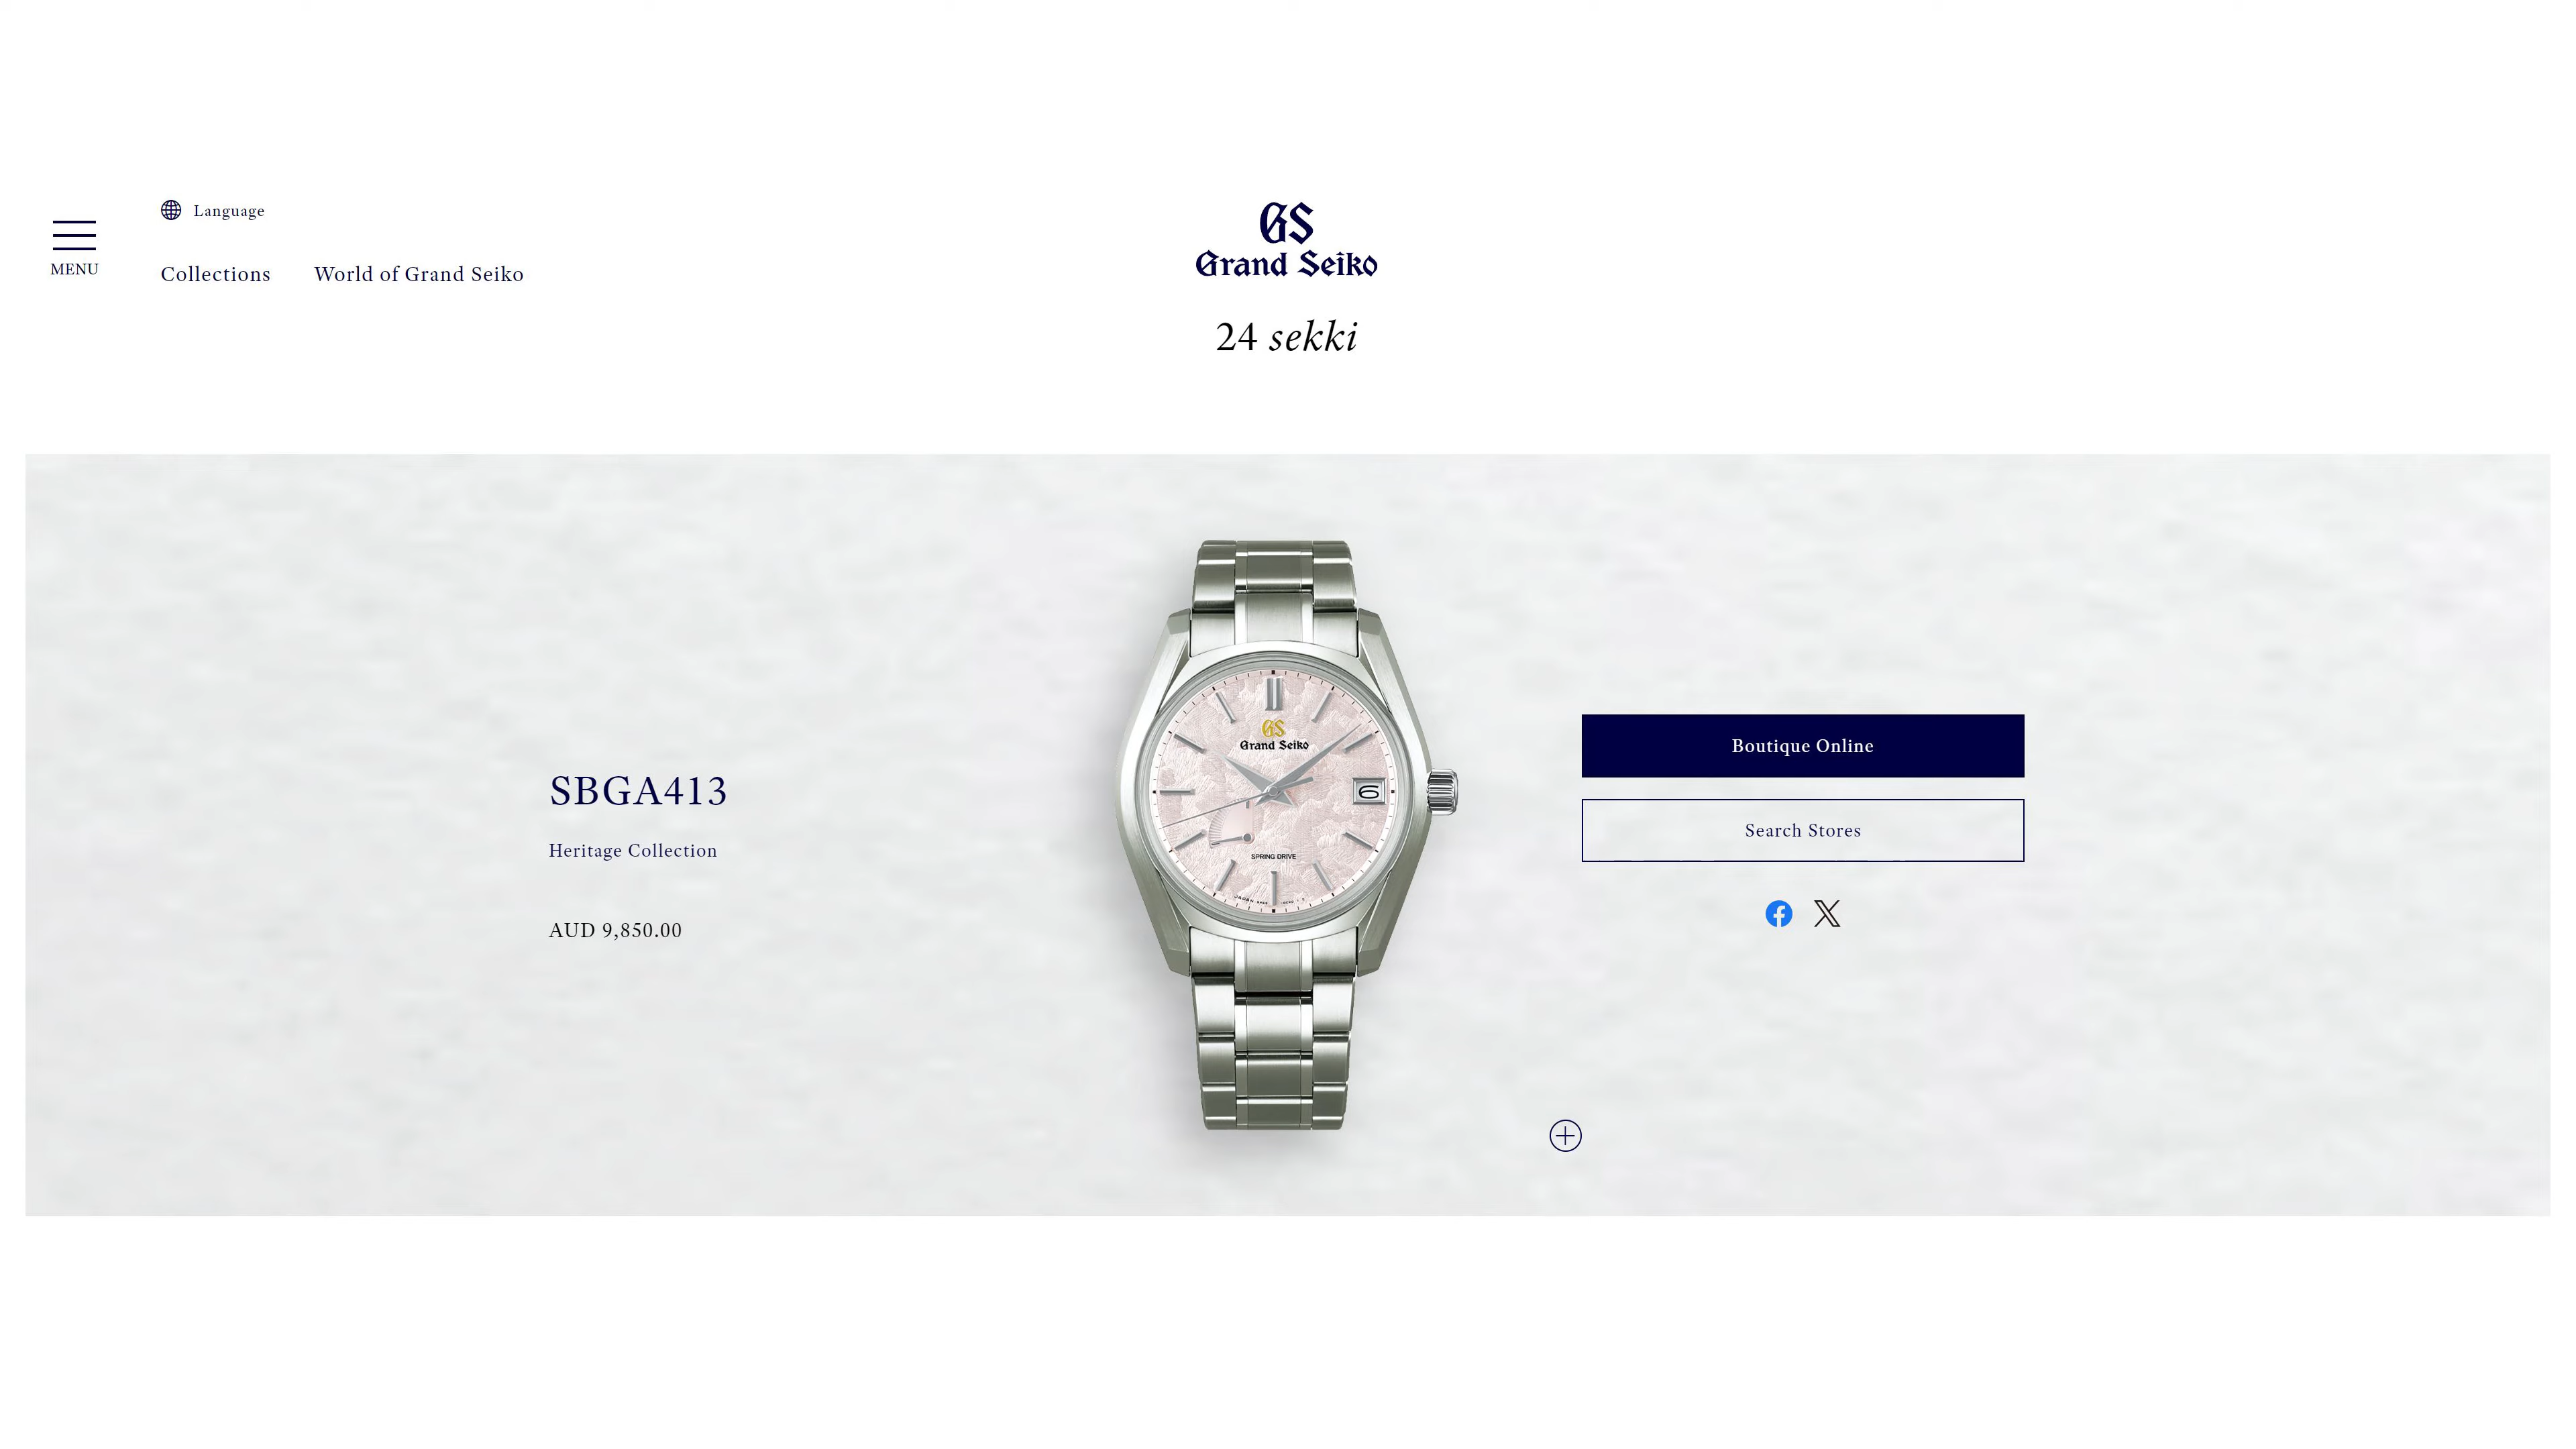 Language
MENU
Collections
World of Grand Seiko
GS
Grand Seiko
24 sekki
SBGA413
Heritage Collection
AUD 9,850.00
GS
Grand Seiko
6
SPRING DRIVE
Boutique Online
Search Stores